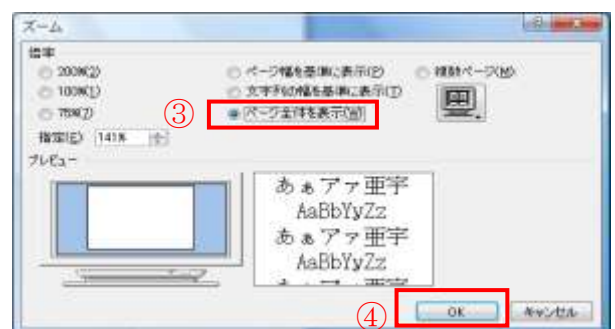 ズーム
倍率
200%(2)
ページ幅を基準に表示(P)
複数ページ(M)
100%(1)
文字列の幅を基準に表示(T)
75%(7)
③
ページ全体を表示(W)
指定(E) 141%
プレビュー
あぁアァ亜宇
AaBbYyZz
あぁアァ亜宇
AaBbYyZz
④
OK
キャンセル